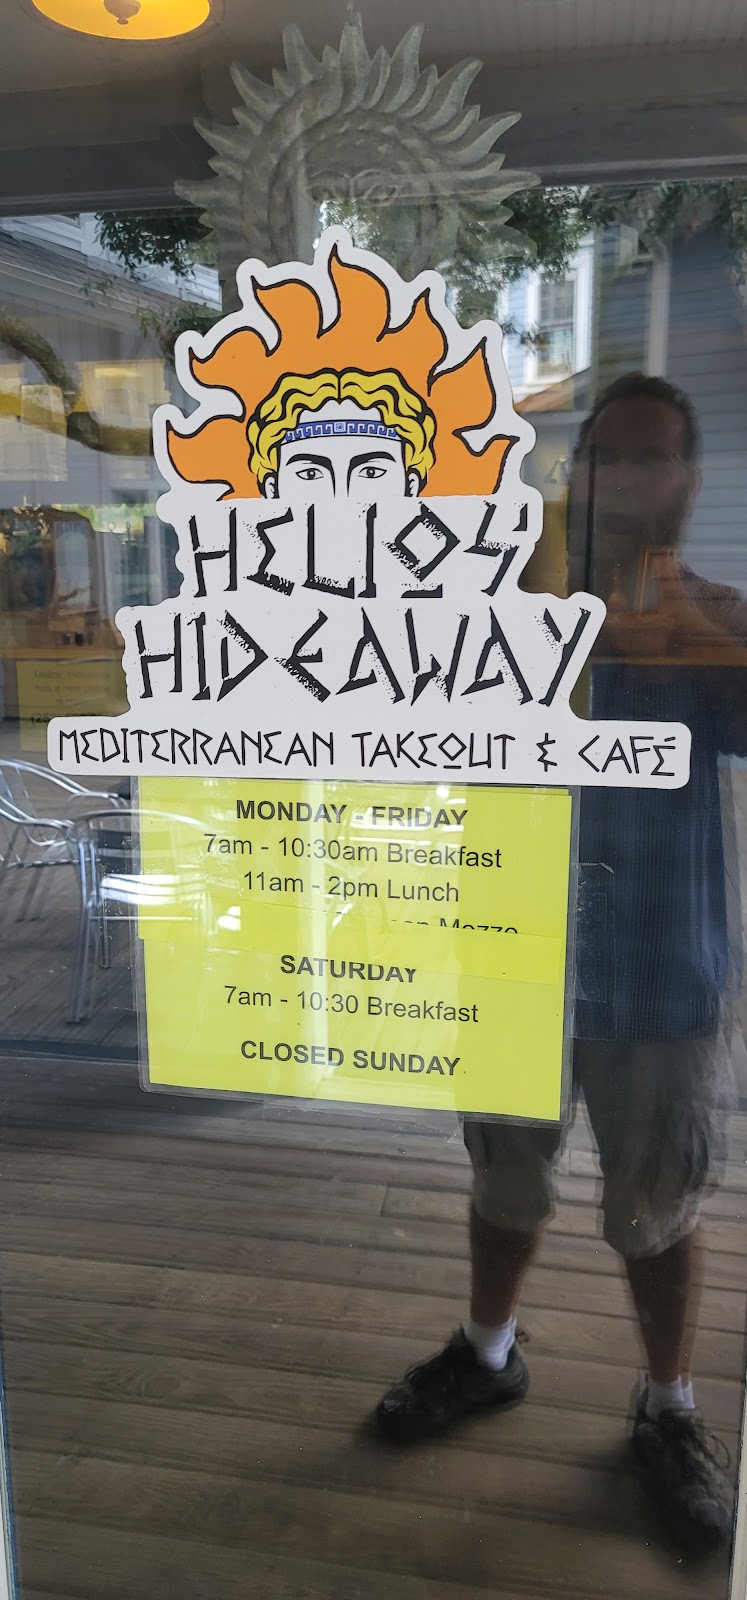 HELIOS
HIDEAWAY
MEDITERRANEAN TAKEOUT & CAFÉ
MONDAY - FRIDAY
7am - 10:30am Breakfast
11am - 2pm Lunch
SATURDAY
7am - 10:30 Breakfast
CLOSED SUNDAY